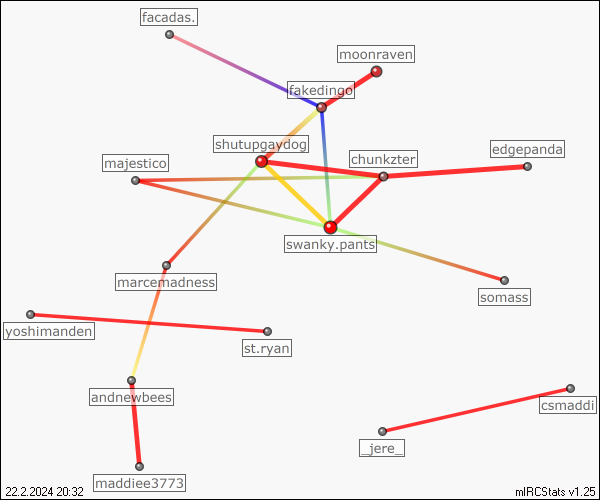 facadas.
moonraven
fakedingo
shutupgaydog
edgepanda
majestico
chunkzter
swanky.pants
marcemadness
somass
yoshimanden
st.ryan
andnewbees
csmaddi
_jere_
maddiee3773
22.2.2024 20:32
mIRCStats v1.25